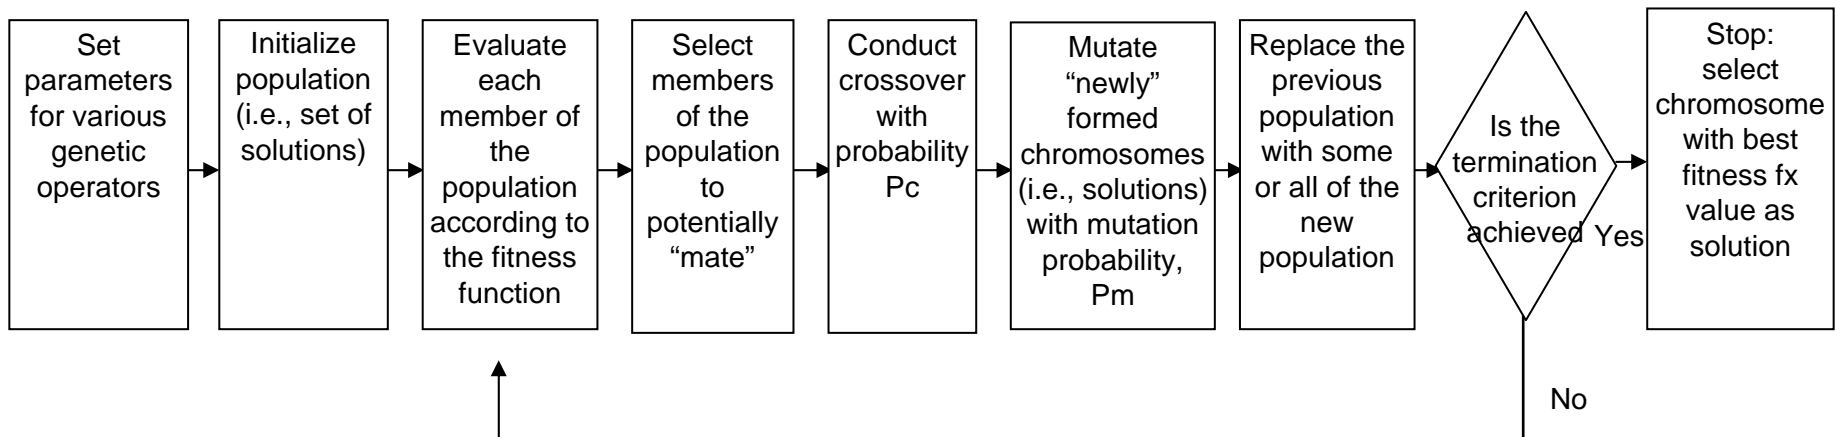 Set
parameters
for various
genetic
operators
Initialize
population
(i.e., set of
solutions)
Evaluate
each
member of
the
population
according to
the fitness
function
Select
members
of the
population
to
potentially
“mate”
Conduct
crossover
with
probability
Pc
Mutate
“newly”
formed
chromosomes
(i.e., solutions)
with mutation
probability,
Pm
Replace the
previous
population
with some
or all of the
new
population
Is the
termination
criterion
achieved
Yes
No
Stop:
select
chromosome
with best
fitness fx
value as
solution